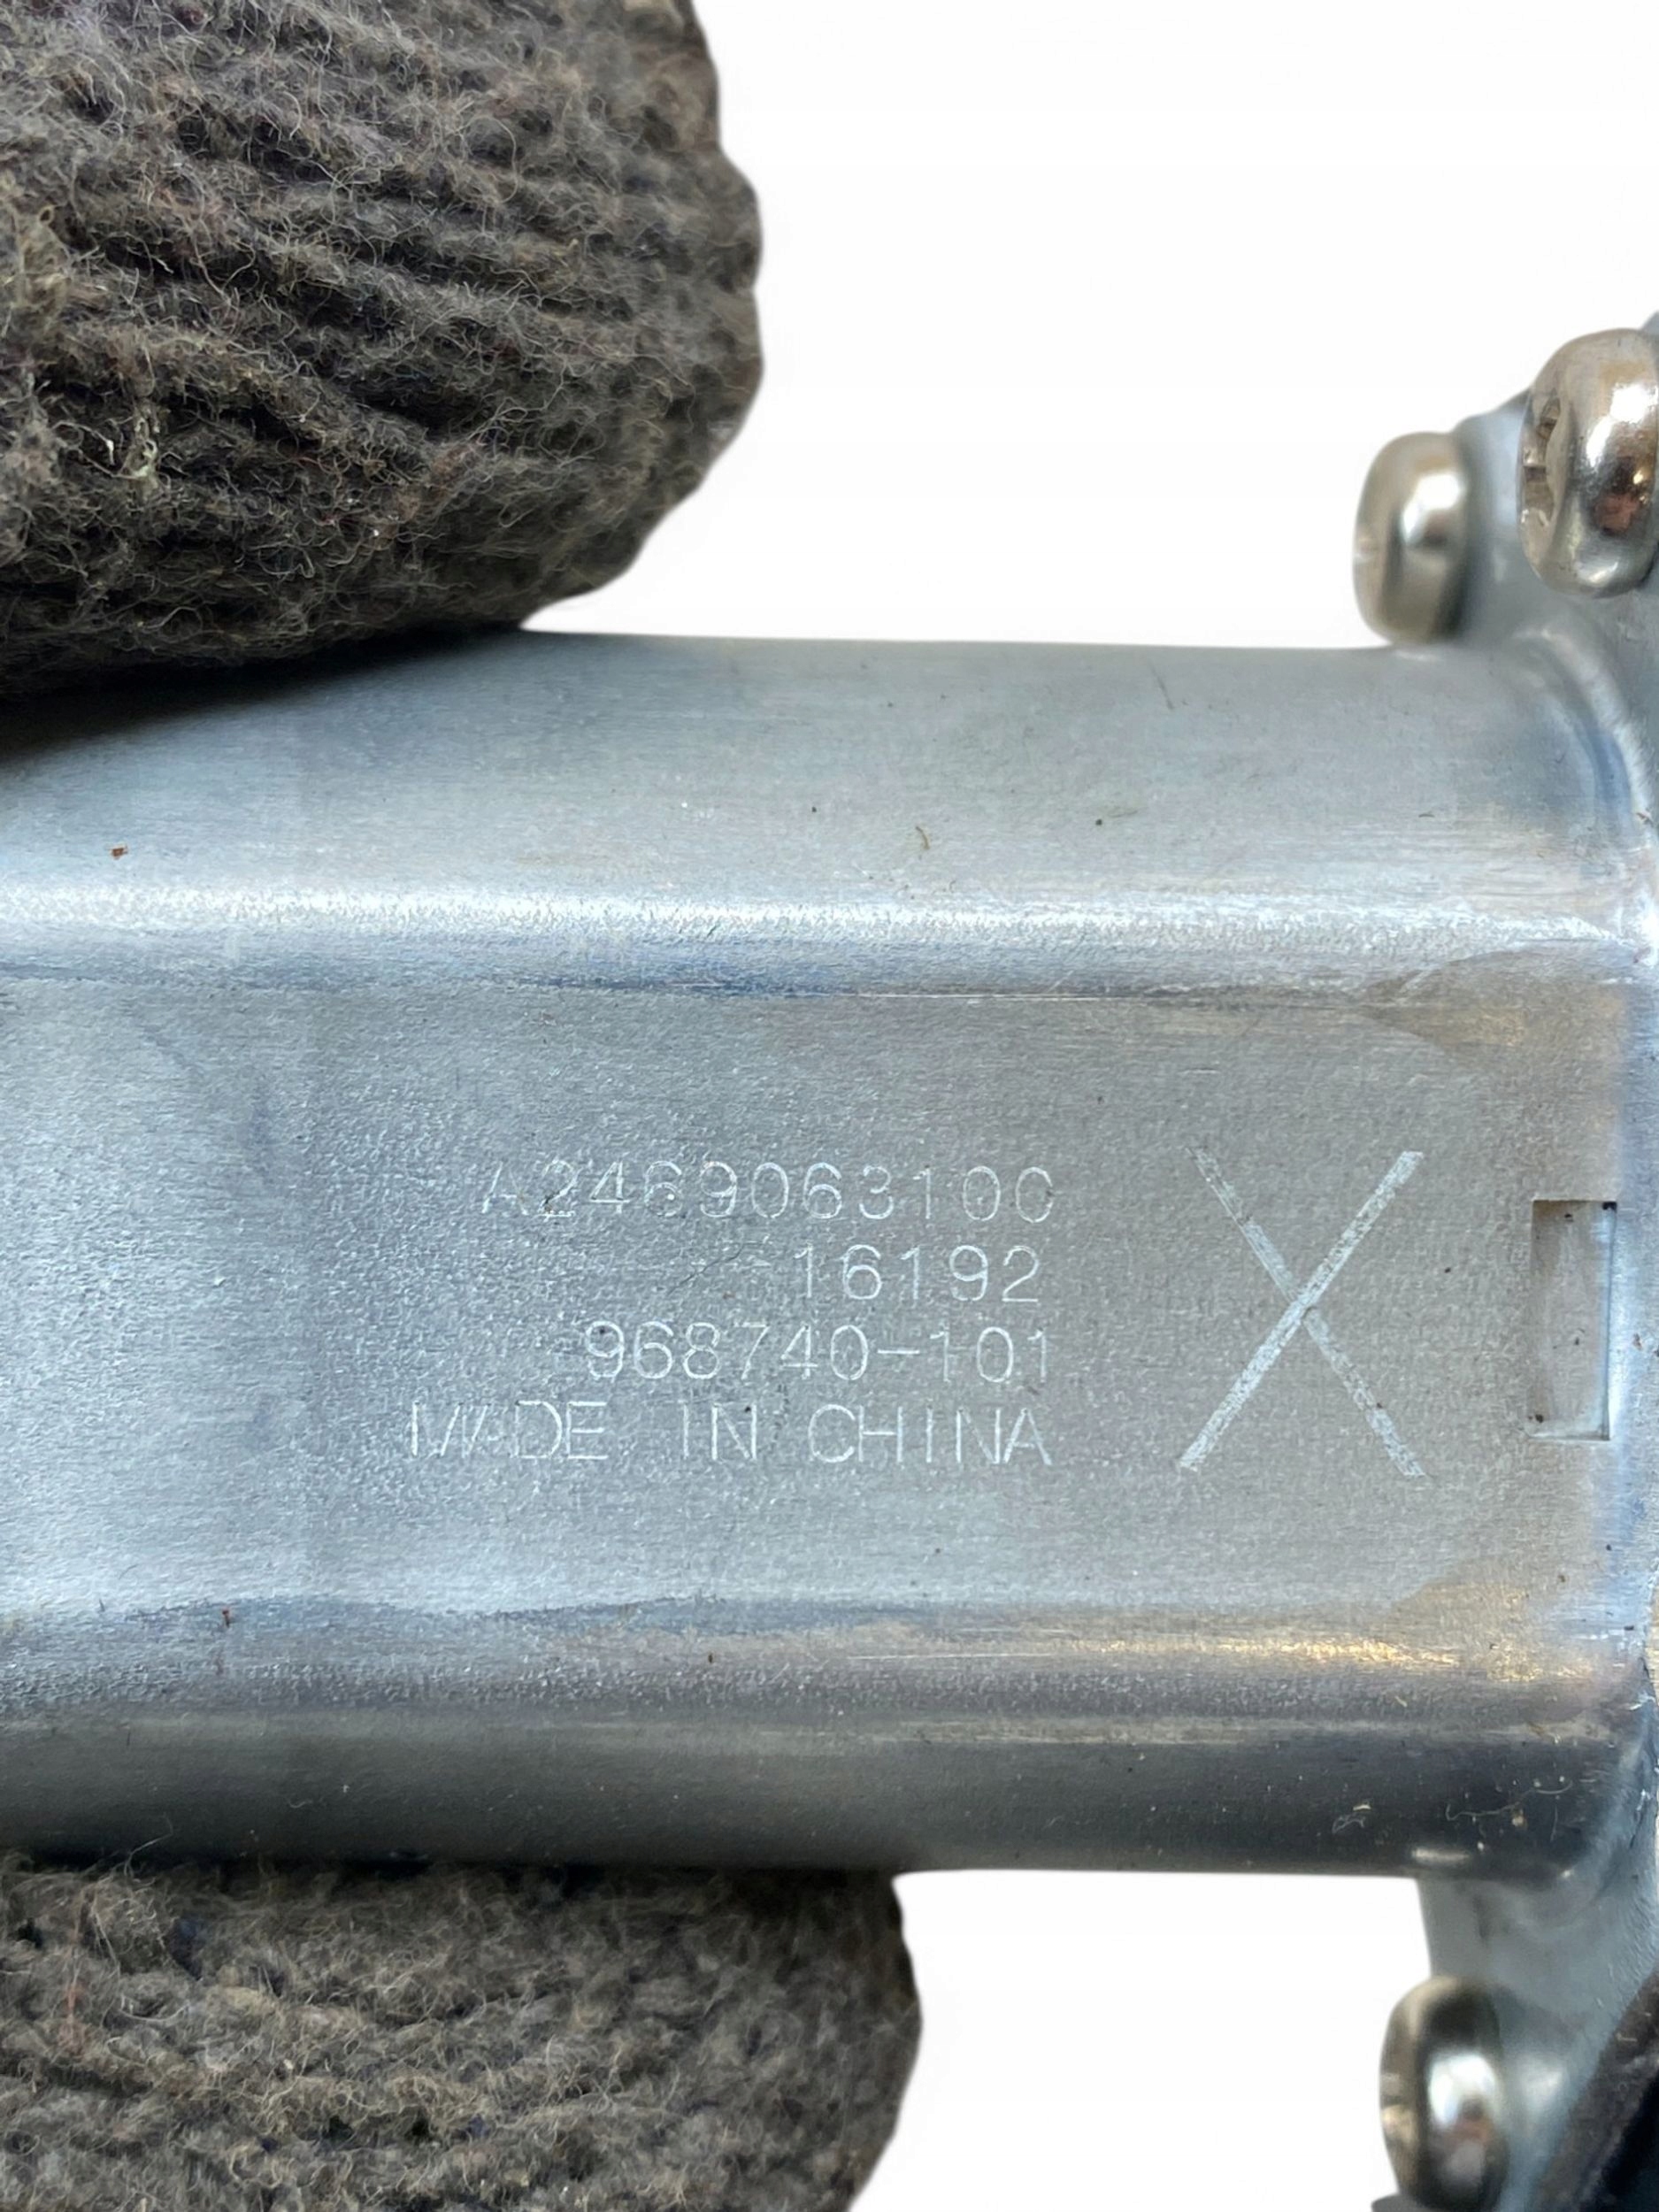 A2469063100
16192
968740-101
MADE IN CHINA
X